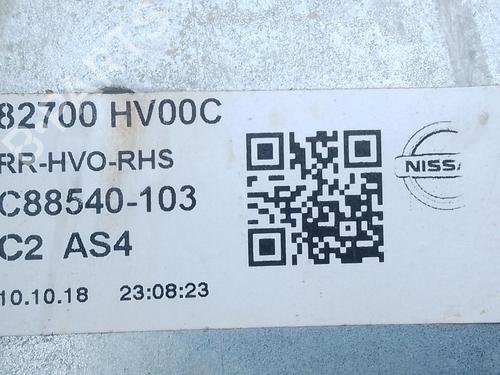 82700 HV00C
RR-HVO-RHS
C88540-103
C2 AS4
10.10.18 23:08:23
NISSA